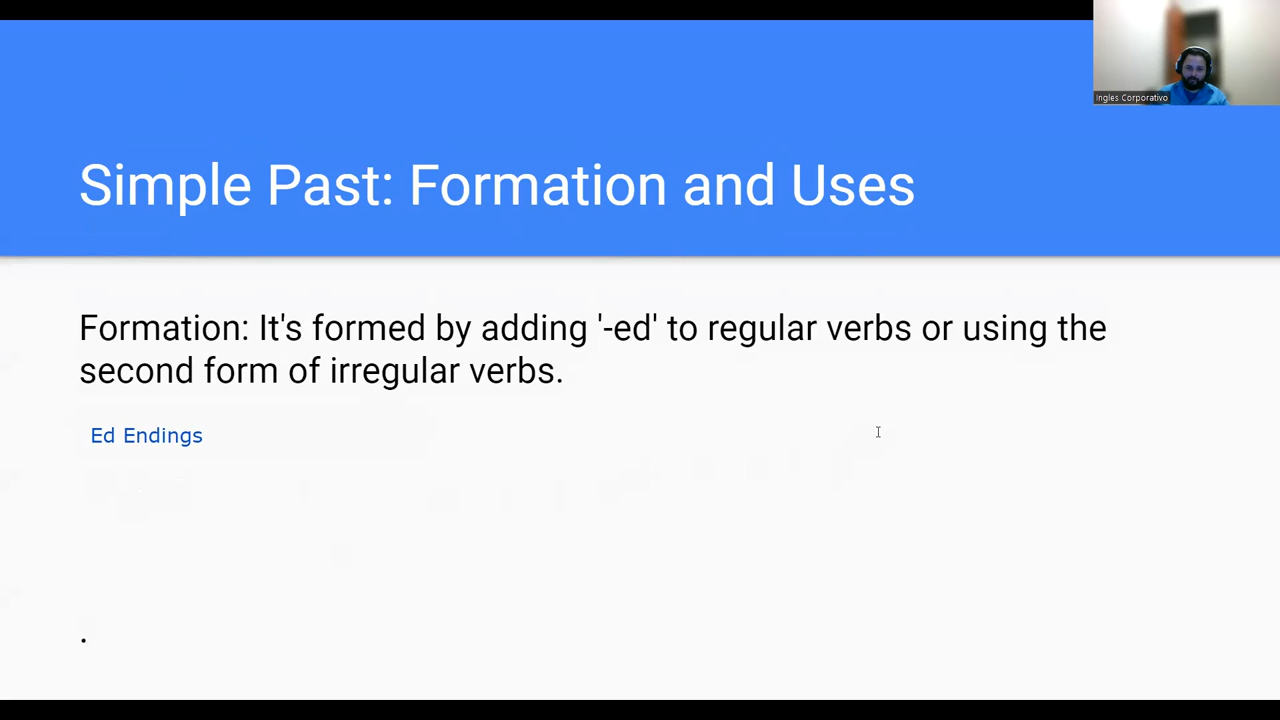 Ingles Corporativo
Simple Past: Formation and Uses
Formation: It's formed by adding '-ed' to regular verbs or using the
second form of irregular verbs.
Ed Endings
.